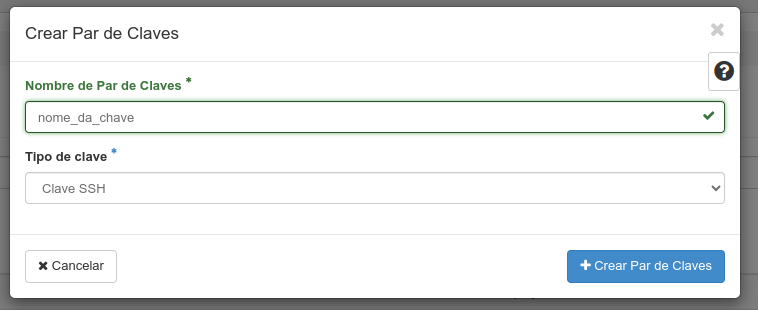 Crear Par de Claves
Nombre de Par de Claves *
nome_da_chave
Tipo de clave *
Clave SSH
Cancelar
Crear Par de Claves